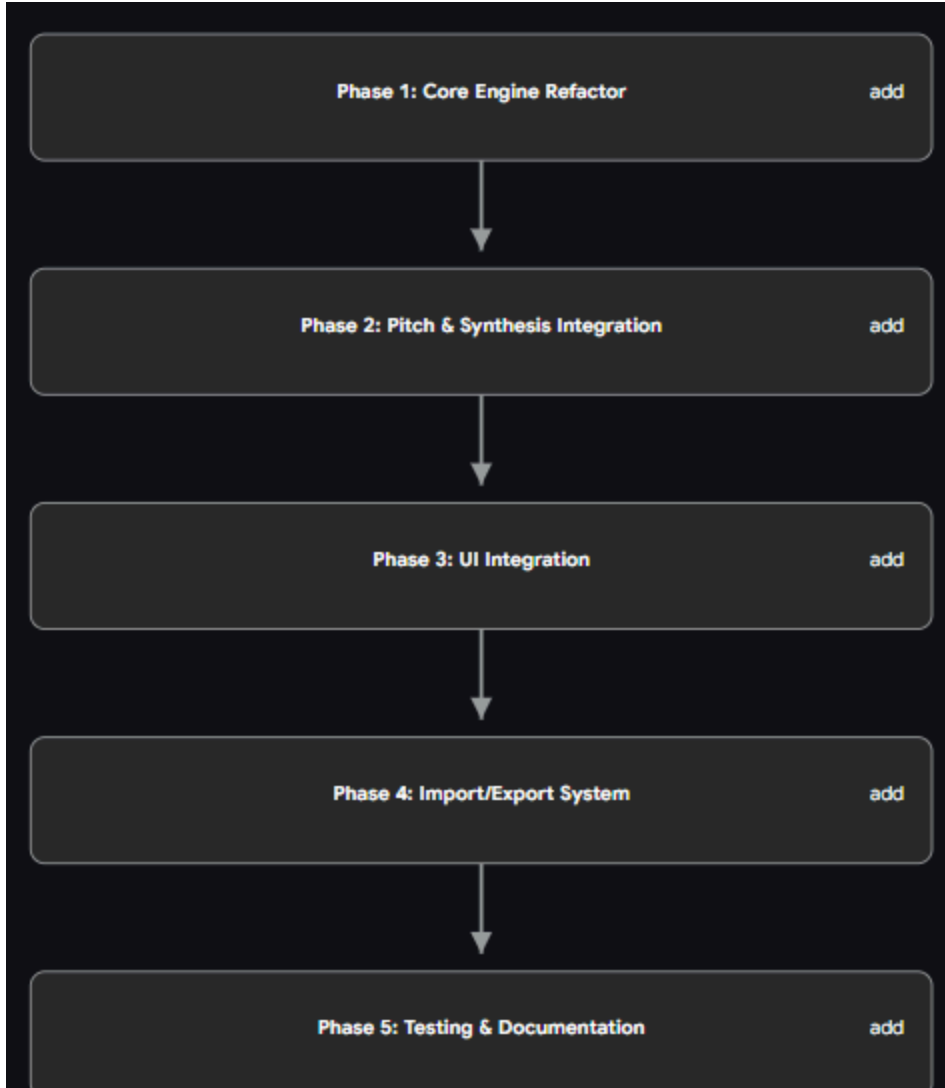 Phase 1: Core Engine Refactor add
Phase 2: Pitch & Synthesis Integration add
Phase 3: UI Integration add
Phase 4: Import/Export System add
Phase 5: Testing & Documentation add